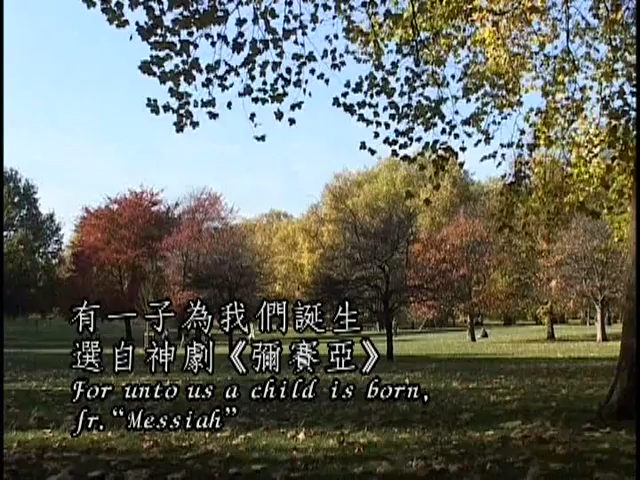 有一子為我們誕生
選自神劇《彌賽亞》
For unto us a child is born,
fr. “Messiah”